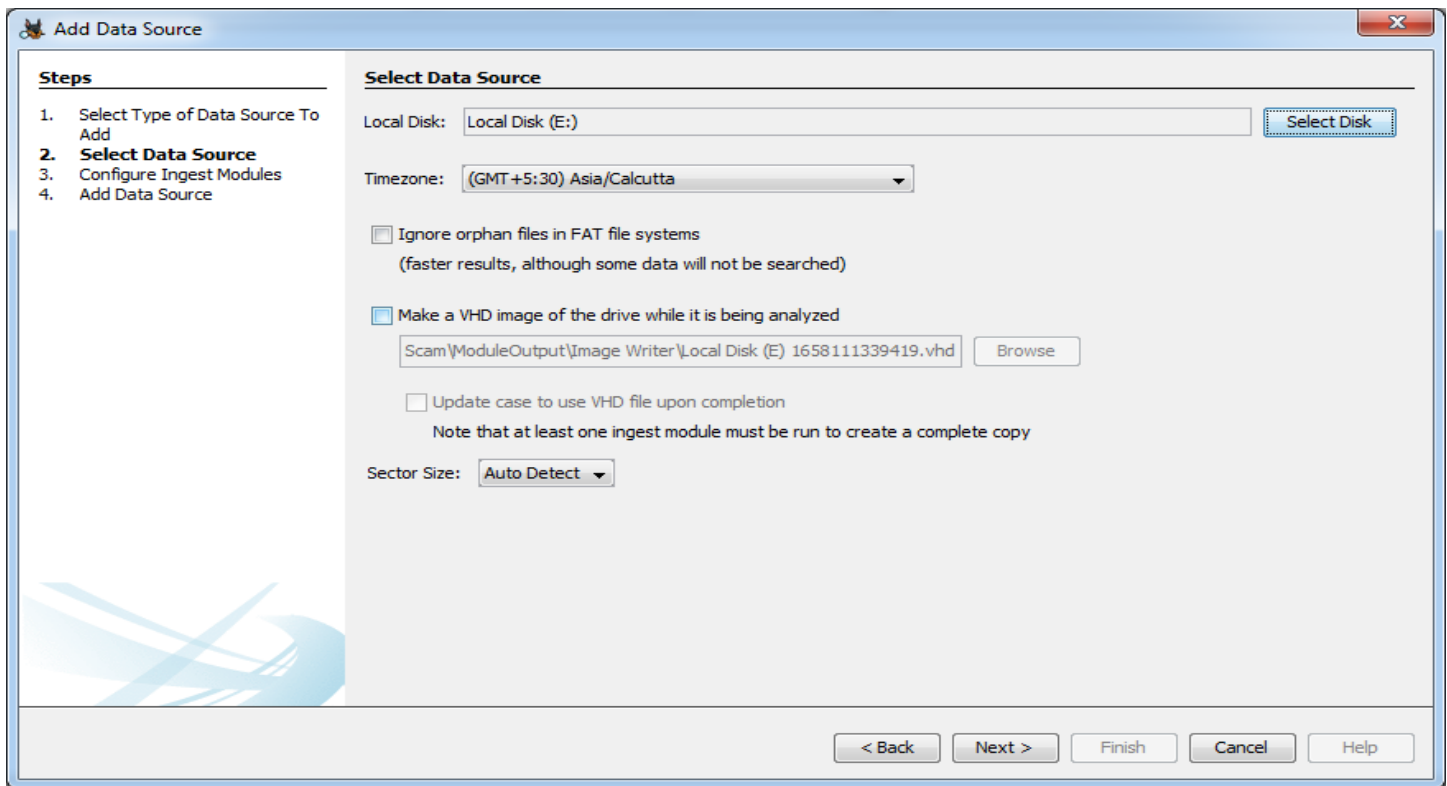 Add Data Source
Steps
1. Select Type of Data Source To
Add
2. Select Data Source
3. Configure Ingest Modules
4. Add Data Source
Select Data Source
Local Disk: Local Disk (E:) Select Disk
Timezone: (GMT+5:30) Asia/Calcutta
Ignore orphan files in FAT file systems
(faster results, although some data will not be searched)
Make a VHD image of the drive while it is being analyzed
Scam\ModuleOutput\Image Writer\Local Disk (E) 1658111339419.vhd Browse
Update case to use VHD file upon completion
Note that at least one ingest module must be run to create a complete copy
Sector Size: Auto Detect
< Back Next > Finish Cancel Help